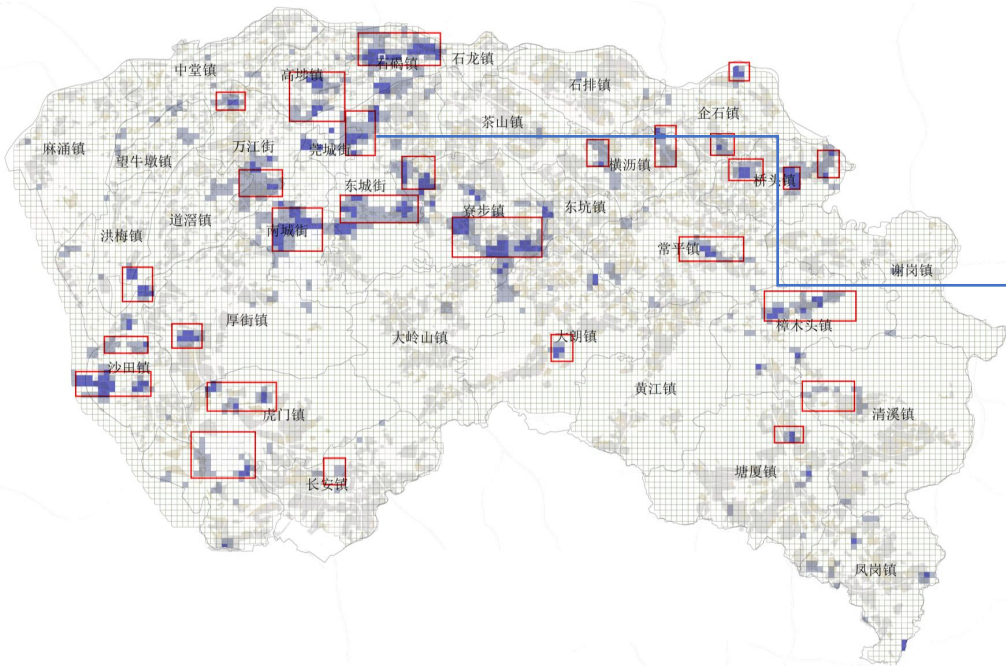 石龙镇
石碣镇
中堂镇
高埗镇
石排镇
企石镇
茶山镇
麻涌镇
望牛墩镇
万江街
莞城街
横沥镇
桥头镇
东城街
寮步镇
东坑镇
道滘镇
洪梅镇
南城街
常平镇
谢岗镇
厚街镇
大岭山镇
大朗镇
樟木头镇
沙田镇
黄江镇
虎门镇
清溪镇
塘厦镇
长安镇
凤岗镇